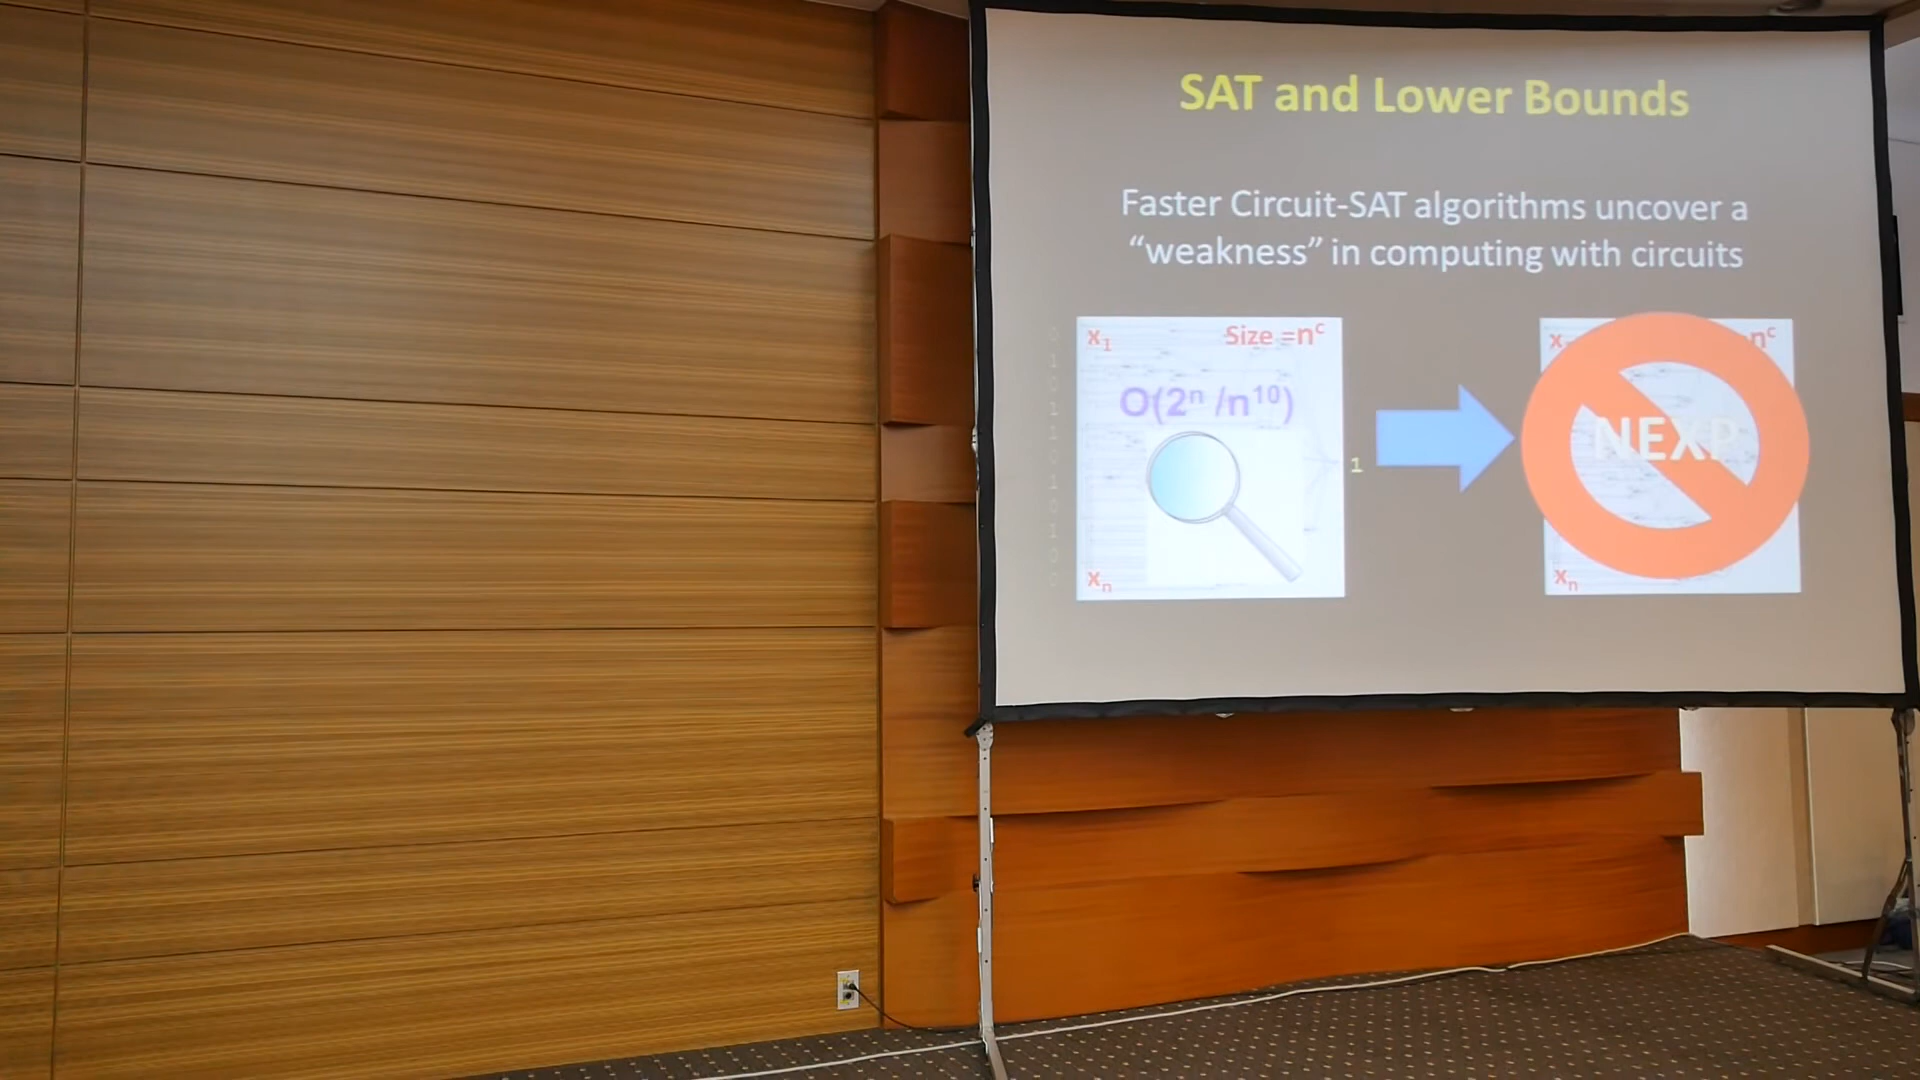 SAT and Lower Bounds
Faster Circuit-SAT algorithms uncover a
“weakness” in computing with circuits
x₁ Size =nᶜ
O(2ⁿ /n¹⁰)
1
xₙ
nᶜ
NEXP
xₙ